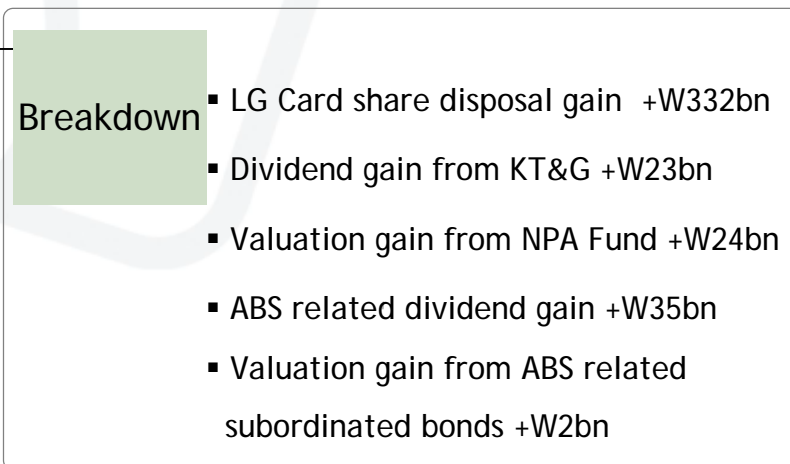 Breakdown
▪ LG Card share disposal gain +W332bn
▪ Dividend gain from KT&G +W23bn
▪ Valuation gain from NPA Fund +W24bn
▪ ABS related dividend gain +W35bn
▪ Valuation gain from ABS related
subordinated bonds +W2bn